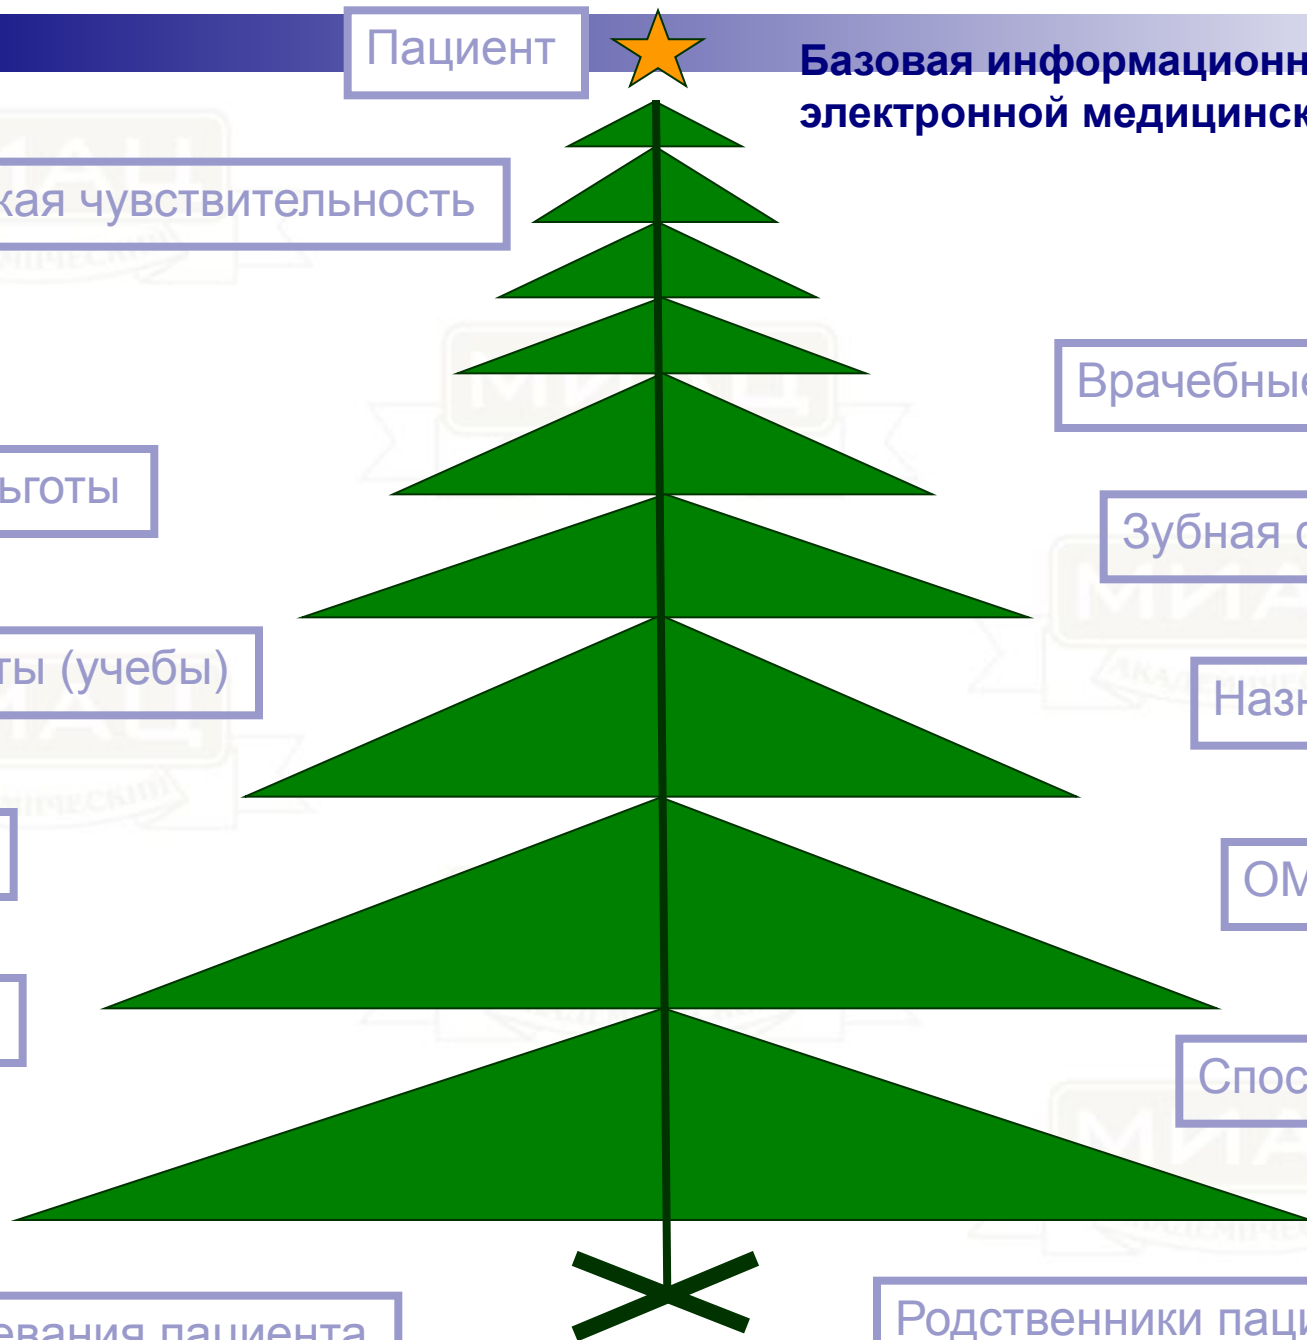 Пациент
Базовая информационн
электронной медицинск
кая чувствительность
Врачебные
ьготы
Зубная
ты (учебы)
Назн
ОМ
Спос
евания пациента
Родственники паци
МИАЦ